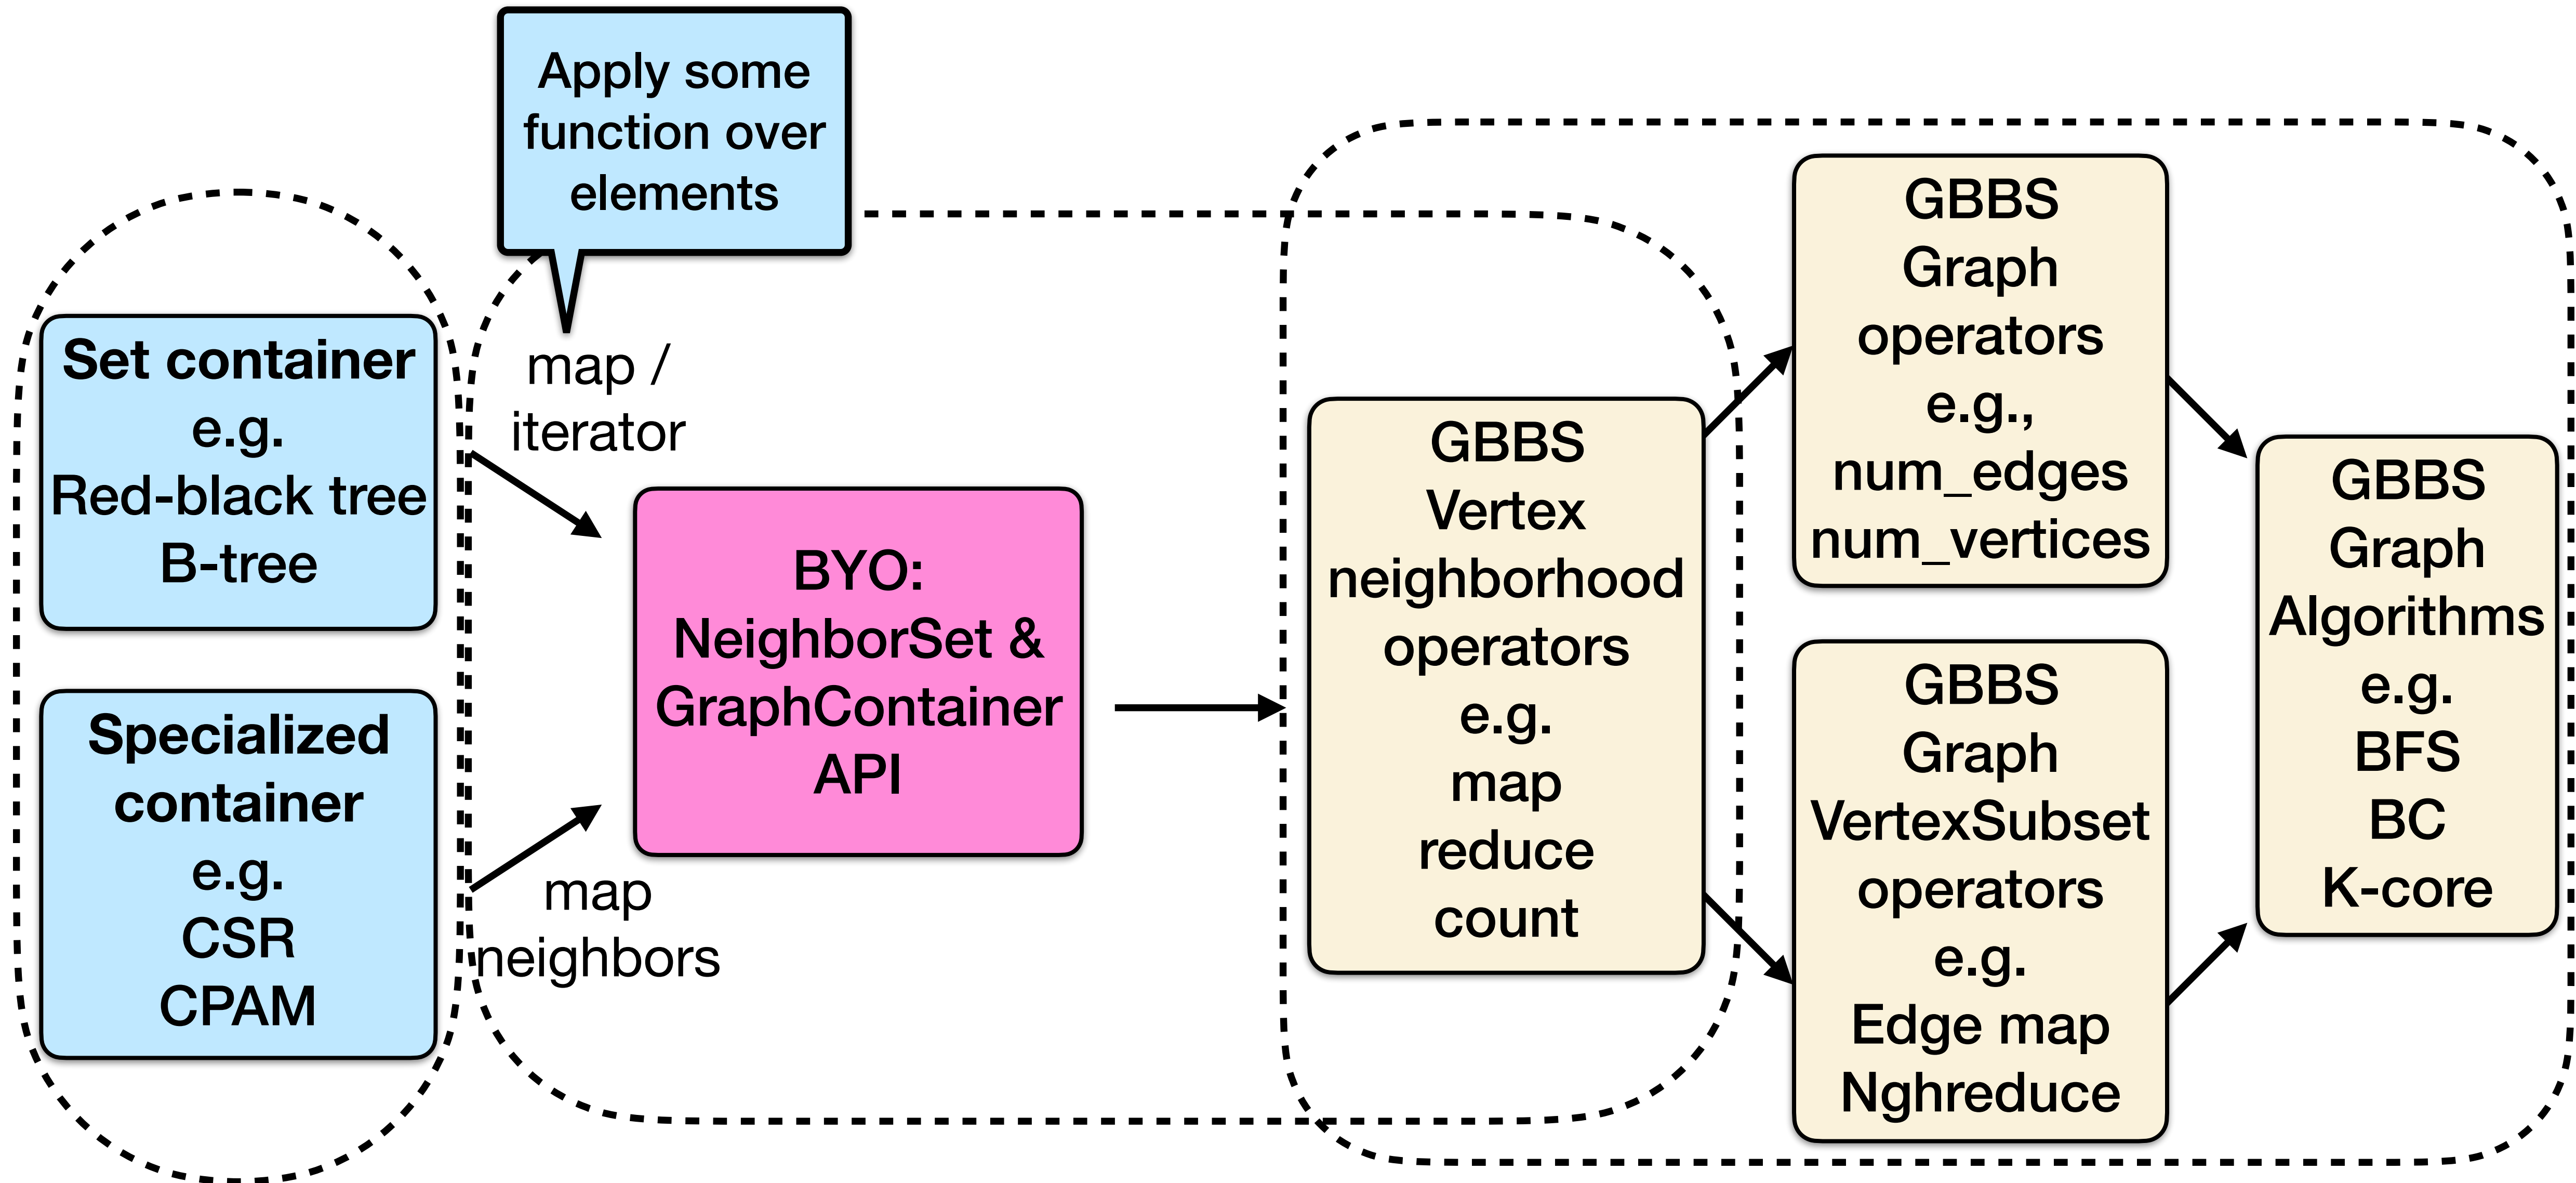 Apply some
function over
elements
Set container
e.g.
Red-black tree
B-tree
Specialized
container
e.g.
CSR
CPAM
map /
iterator
map
neighbors
BYO:
NeighborSet &
GraphContainer
API
GBBS
Vertex
neighborhood
operators
e.g.
map
reduce
count
GBBS
Graph
operators
e.g.,
num_edges
num_vertices
GBBS
Graph
VertexSubset
operators
e.g.
Edge map
Nghreduce
GBBS
Graph
Algorithms
e.g.
BFS
BC
K-core